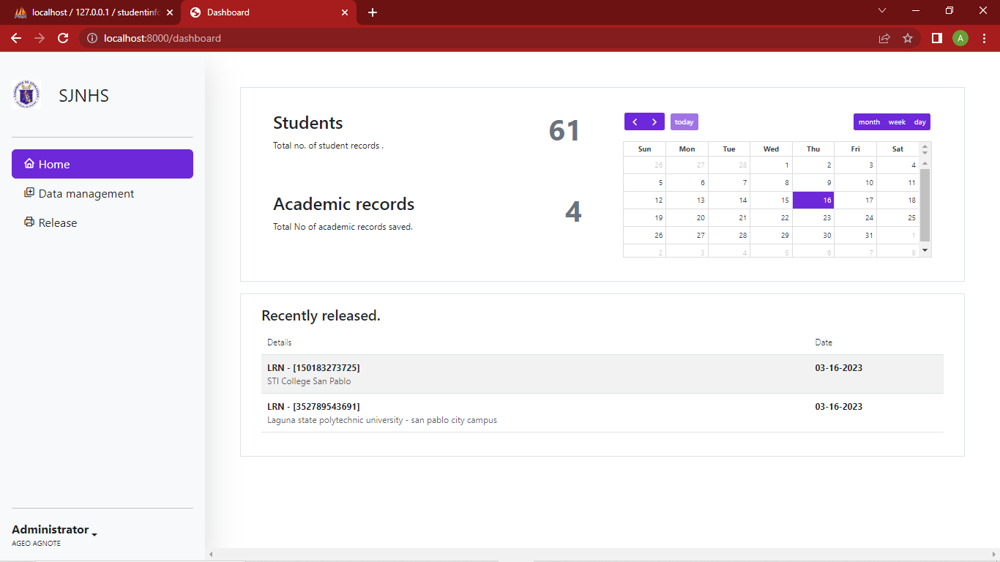 localhost / 127.0.0.1 / studentinfo
Dashboard
localhost:8000/dashboard
A
SJNHS
Home
Data management
Release
Administrator
AGEO AGNOTE
Students
61
Total no. of student records .
Academic records
4
Total No of academic records saved.
today
month week day
Sun Mon Tue Wed Thu Fri Sat
26 27 28 1 2 3 4
5 6 7 8 9 10 11
12 13 14 15 16 17 18
19 20 21 22 23 24 25
26 27 28 29 30 31 1
2 3 4 5 6 7 8
Recently released.
Details Date
LRN - [150183273725] 03-16-2023
STI College San Pablo
LRN - [352789543691] 03-16-2023
Laguna state polytechnic university - san pablo city campus